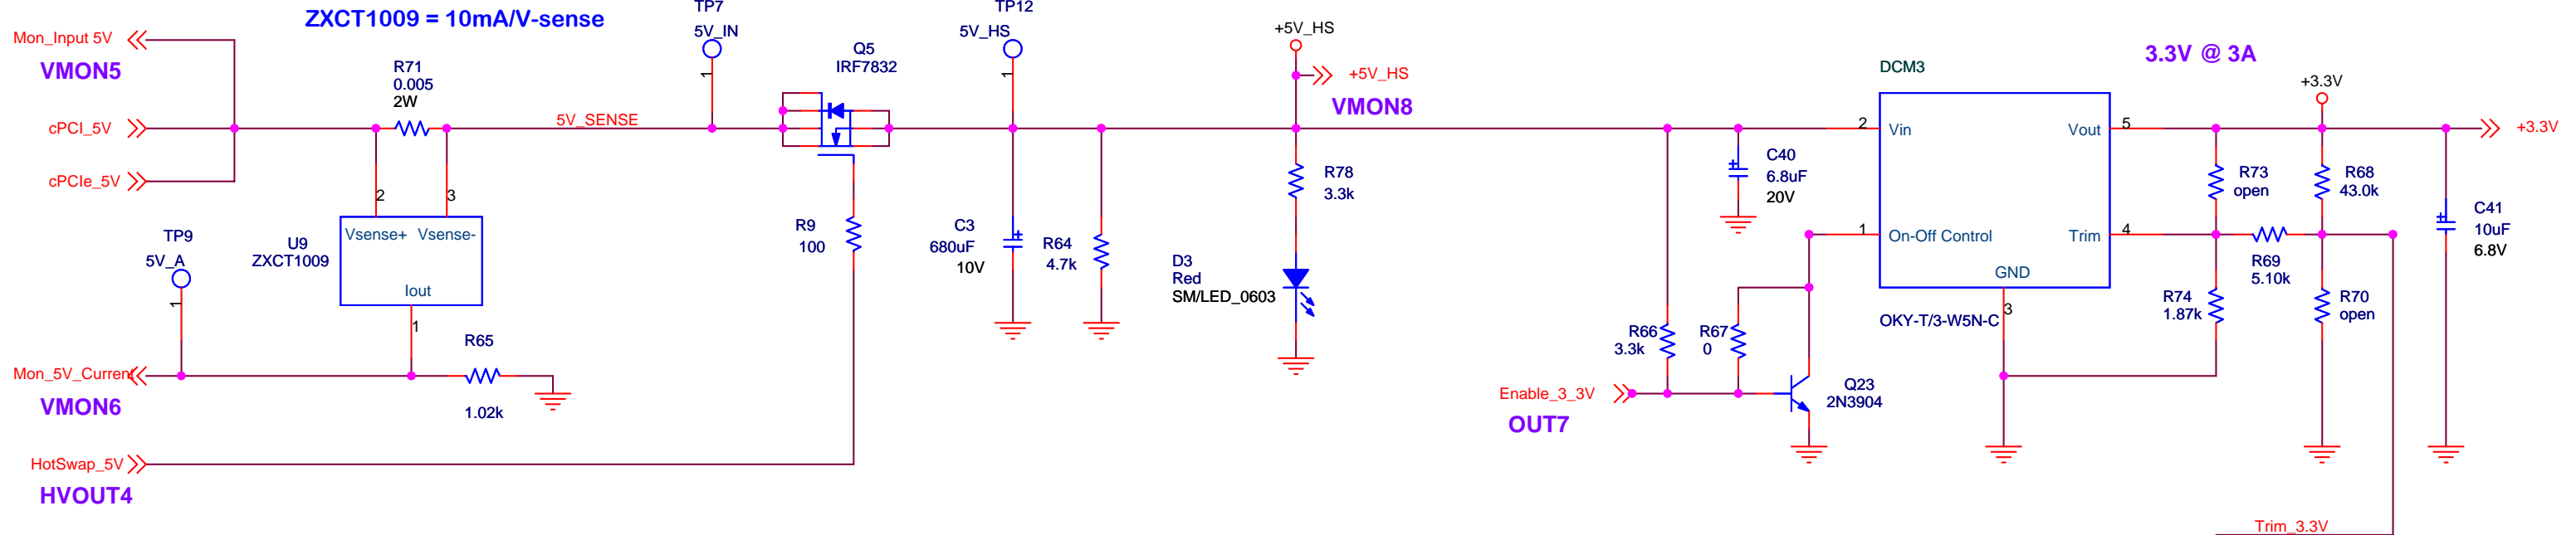 ZXCT1009 = 10mA/V-sense
TP7
5V_IN
1
TP12
5V_HS
1
Mon_Input 5V
VMON5
R71
0.005
2W
Q5
IRF7832
+5V_HS
+5V_HS
VMON8
DCM3
3.3V @ 3A
+3.3V
cPCI_5V
5V_SENSE
2
Vin
Vout
5
+3.3V
cPCIe_5V
2
3
Vsense+
Vsense-
U9
ZXCT1009
Iout
1
TP9
5V_A
1
R9
100
C3
680uF
10V
R64
4.7k
R78
3.3k
D3
Red
SM/LED_0603
C40
6.8uF
20V
1
On-Off Control
Trim
4
GND
3
OKY-T/3-W5N-C
R73
open
R68
43.0k
R69
5.10k
R74
1.87k
R70
open
C41
10uF
6.8V
R65
1.02k
Mon_5V_Current
VMON6
R66
3.3k
R67
0
Enable_3_3V
OUT7
Q23
2N3904
HotSwap_5V
HVOUT4
Trim_3.3V